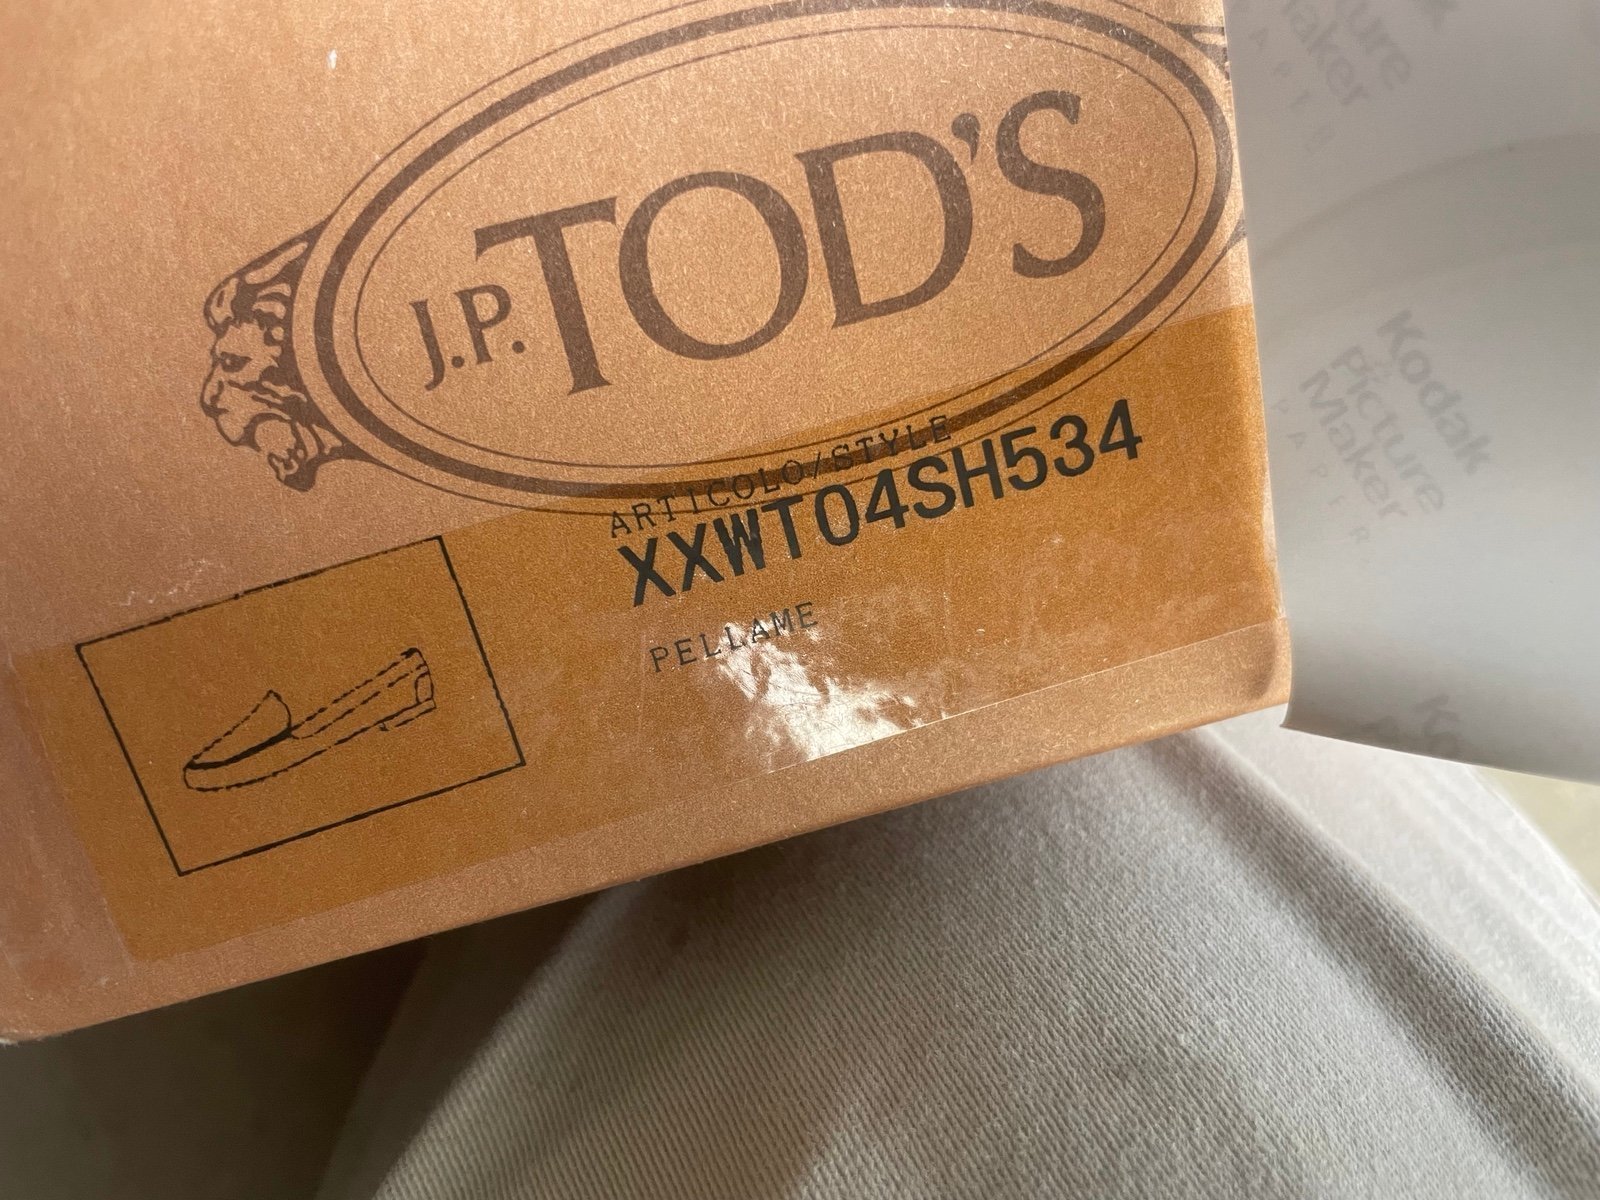 J.P. TOD'S
ARTICOLO/STYLE
XXWT04SH534
PELLAME
Kodak
Picture
Maker